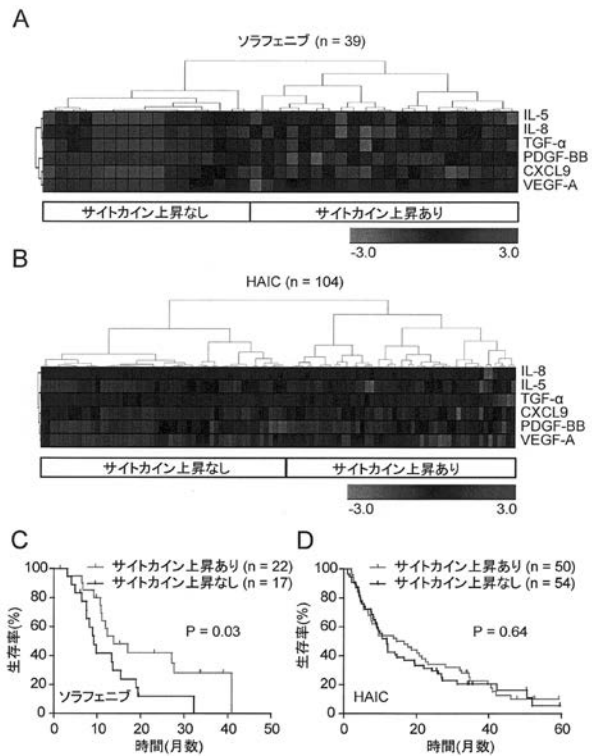 A
ソラフェニブ (n = 39)
IL-5
IL-8
TGF-α
PDGF-BB
CXCL9
VEGF-A
サイトカイン上昇なし
サイトカイン上昇あり
-3.0
3.0
B
HAIC (n = 104)
IL-8
IL-5
TGF-α
CXCL9
PDGF-BB
VEGF-A
サイトカイン上昇なし
サイトカイン上昇あり
-3.0
3.0
C
サイトカイン上昇あり (n = 22)
サイトカイン上昇なし (n = 17)
P = 0.03
生存率(%)
100
80
60
40
20
0
ソラフェニブ
0
10
20
30
40
50
時間(月数)
D
サイトカイン上昇あり (n = 50)
サイトカイン上昇なし (n = 54)
P = 0.64
生存率(%)
100
80
60
40
20
0
HAIC
0
20
40
60
時間(月数)